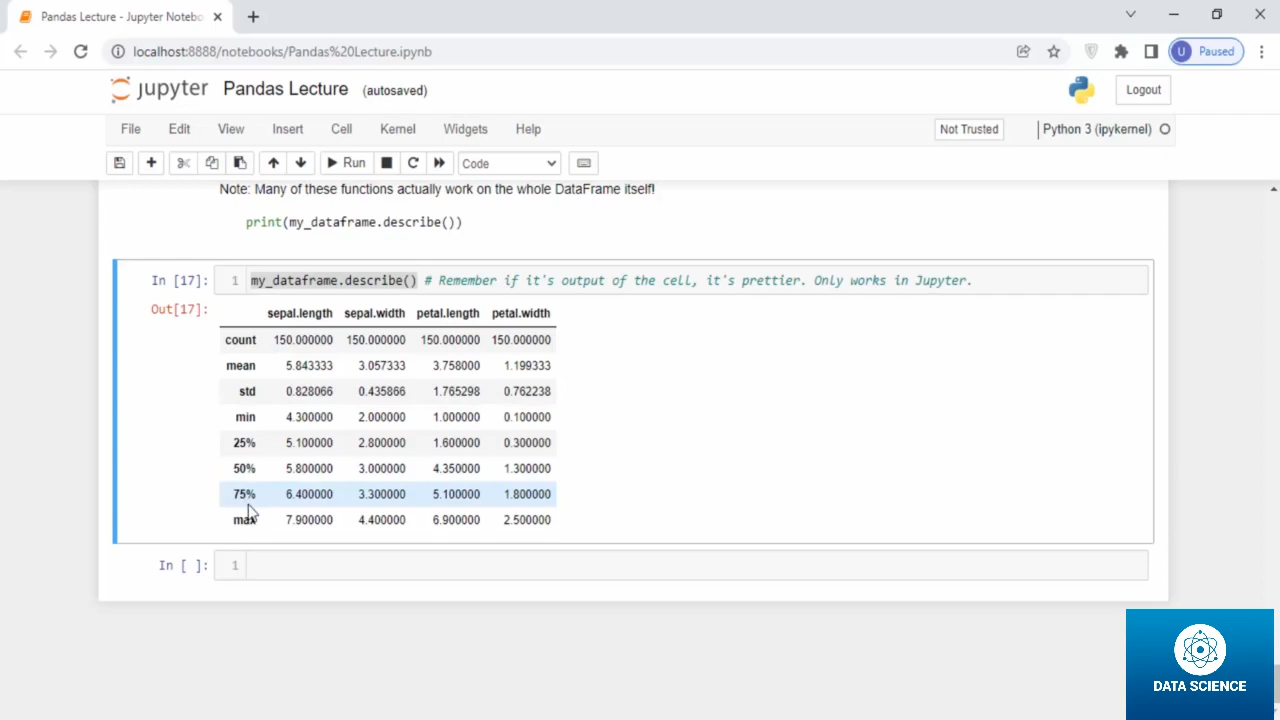 Pandas Lecture - Jupyter Notebo
localhost:8888/notebooks/Pandas%20Lecture.ipynb
U Paused
jupyter Pandas Lecture (autosaved)
Logout
File Edit View Insert Cell Kernel Widgets Help
Not Trusted
Python 3 (ipykernel)
Run
Code
Note: Many of these functions actually work on the whole DataFrame itself!
print(my_dataframe.describe())
In [17]: 1 my_dataframe.describe() # Remember if it's output of the cell, it's prettier. Only works in Jupyter.
Out[17]:
sepal.length sepal.width petal.length petal.width
count 150.000000 150.000000 150.000000 150.000000
mean 5.843333 3.057333 3.758000 1.199333
std 0.828066 0.435866 1.765298 0.762238
min 4.300000 2.000000 1.000000 0.100000
25% 5.100000 2.800000 1.600000 0.300000
50% 5.800000 3.000000 4.350000 1.300000
75% 6.400000 3.300000 5.100000 1.800000
max 7.900000 4.400000 6.900000 2.500000
In [ ]: 1
DATA SCIENCE